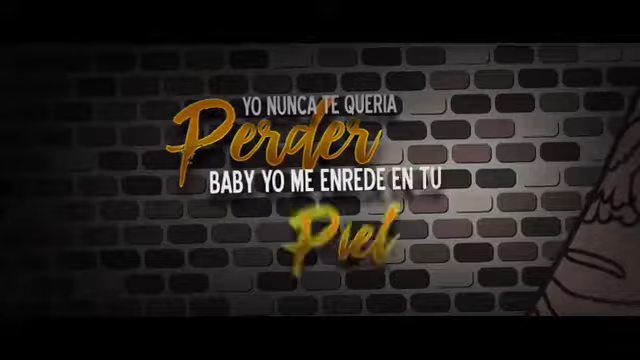 YO NUNCA TE QUERIA
Perder
BABY YO ME ENREDE EN TU
Piel